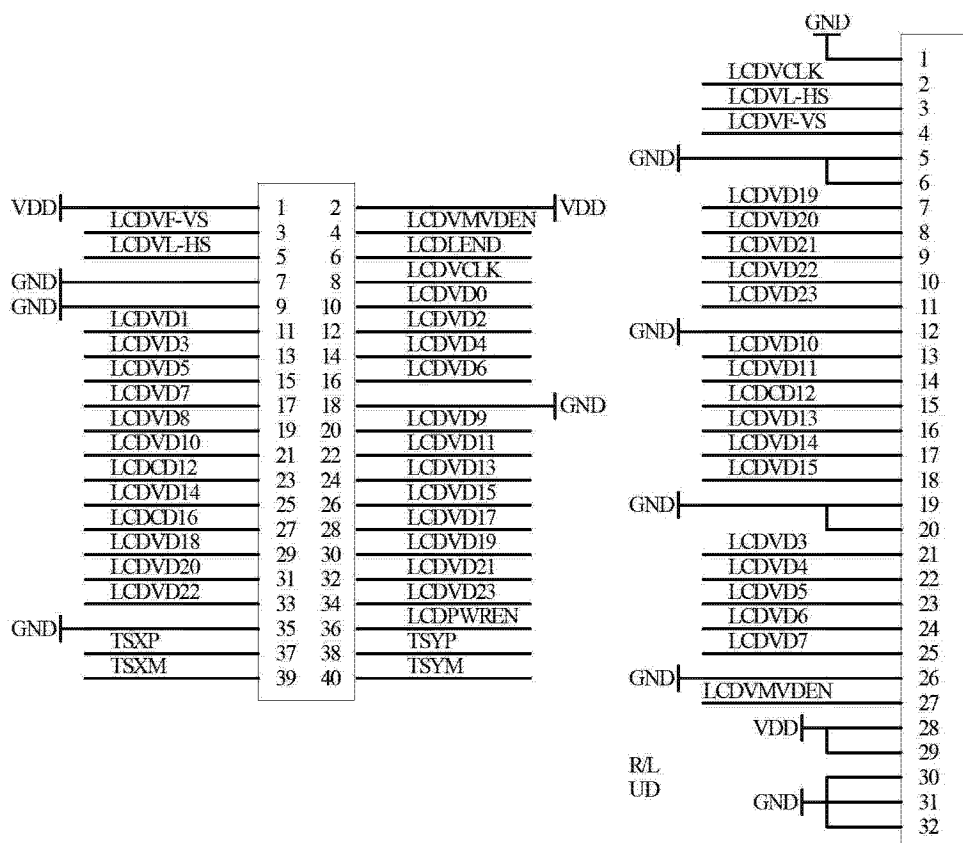 VDD 1 2 VDD
LCDVF-VS 3 4 LCDVMVDEN
LCDVL-HS 5 6 LCDLEND
GND 7 8 LCDVCLK
GND 9 10 LCDVD0
LCDVD1 11 12 LCDVD2
LCDVD3 13 14 LCDVD4
LCDVD5 15 16 LCDVD6
LCDVD7 17 18 GND
LCDVD8 19 20 LCDVD9
LCDVD10 21 22 LCDVD11
LCDCD12 23 24 LCDVD13
LCDVD14 25 26 LCDVD15
LCDCD16 27 28 LCDVD17
LCDVD18 29 30 LCDVD19
LCDVD20 31 32 LCDVD21
LCDVD22 33 34 LCDVD23
GND 35 36 LCDPWREN
TSXP 37 38 TSYP
TSXM 39 40 TSYM
GND
1
LCDVCLK 2
LCDVL-HS 3
LCDVF-VS 4
GND 5
6
LCDVD19 7
LCDVD20 8
LCDVD21 9
LCDVD22 10
LCDVD23 11
GND 12
LCDVD10 13
LCDVD11 14
LCDCD12 15
LCDVD13 16
LCDVD14 17
LCDVD15 18
GND 19
20
LCDVD3 21
LCDVD4 22
LCDVD5 23
LCDVD6 24
LCDVD7 25
GND 26
LCDVMVDEN 27
VDD 28
29
R/L 30
UD
GND 31
32